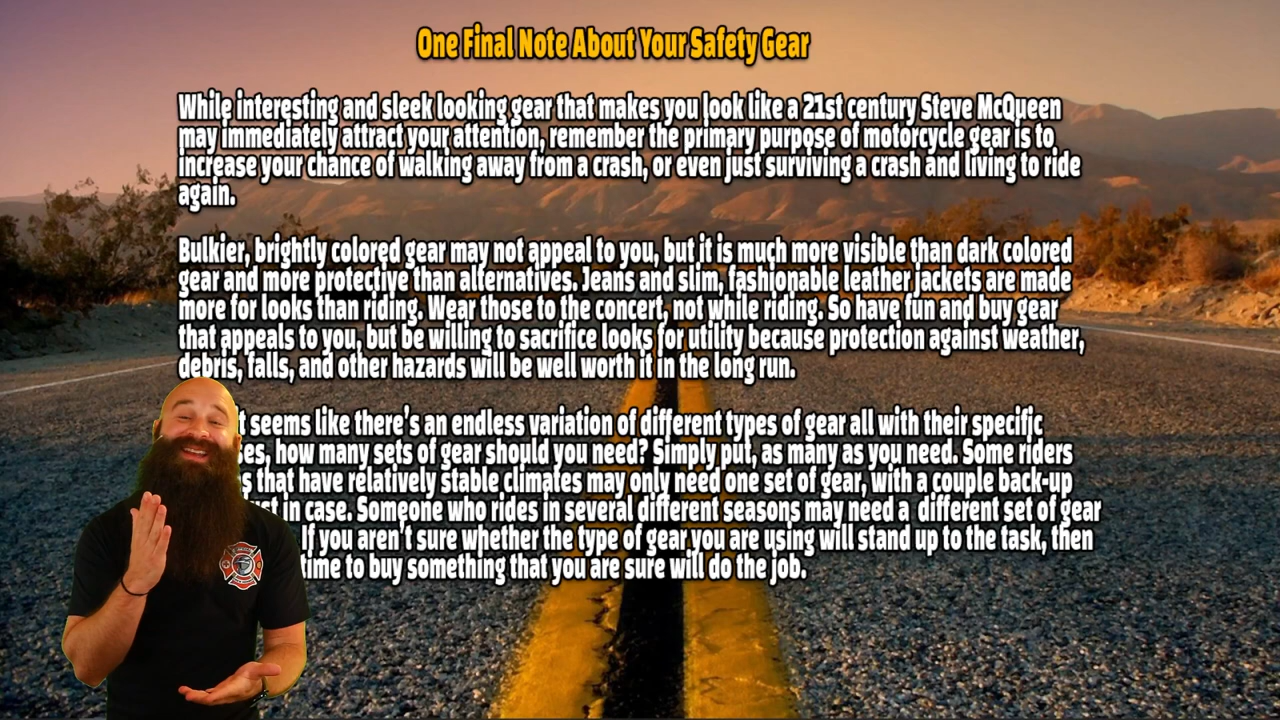 One Final Note About Your Safety Gear
While interesting and sleek looking gear that makes you look like a 21st century Steve McQueen
may immediately attract your attention, remember the primary purpose of motorcycle gear is to
increase your chance of walking away from a crash, or even just surviving a crash and living to ride
again.
Bulkier, brightly colored gear may not appeal to you, but it is much more visible than dark colored
gear and more protective than alternatives. Jeans and slim, fashionable leather jackets are made
more for looks than riding. Wear those to the concert, not while riding. So have fun and buy gear
that appeals to you, but be willing to sacrifice looks for utility because protection against weather,
debris, falls, and other hazards will be well worth it in the long run.
seems like there's an endless variation of different types of gear all with their specific
how many sets of gear should you need? Simply put, as many as you need. Some riders
that have relatively stable climates may only need one set of gear, with a couple back-up
in case. Someone who rides in several different seasons may need a different set of gear
If you aren't sure whether the type of gear you are using will stand up to the task, then
time to buy something that you are sure will do the job.